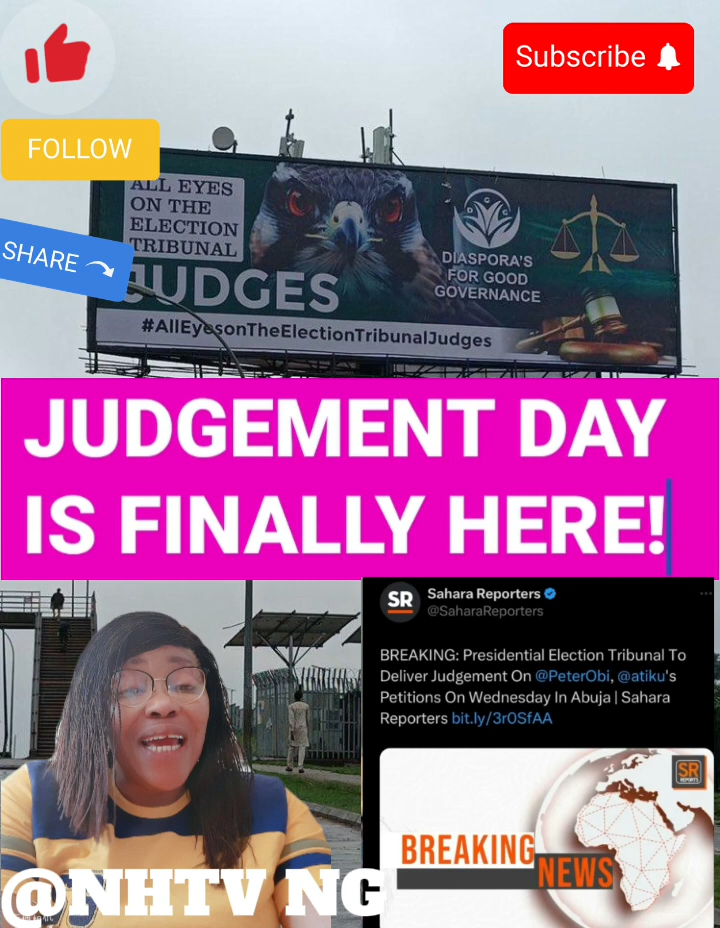 Subscribe
FOLLOW
SHARE
ALL EYES
ON THE
ELECTION
TRIBUNAL
JUDGES
DIASPORA'S
FOR GOOD
GOVERNANCE
#AllEyesonTheElectionTribunalJudges
JUDGEMENT DAY
IS FINALLY HERE!
SR
Sahara Reporters
@SaharaReporters
BREAKING: Presidential Election Tribunal To
Deliver Judgement On @PeterObi, @atiku's
Petitions On Wednesday In Abuja | Sahara
Reporters bit.ly/3r0SfAA
SR
REPORTS
BREAKING
NEWS
@NHTV NG